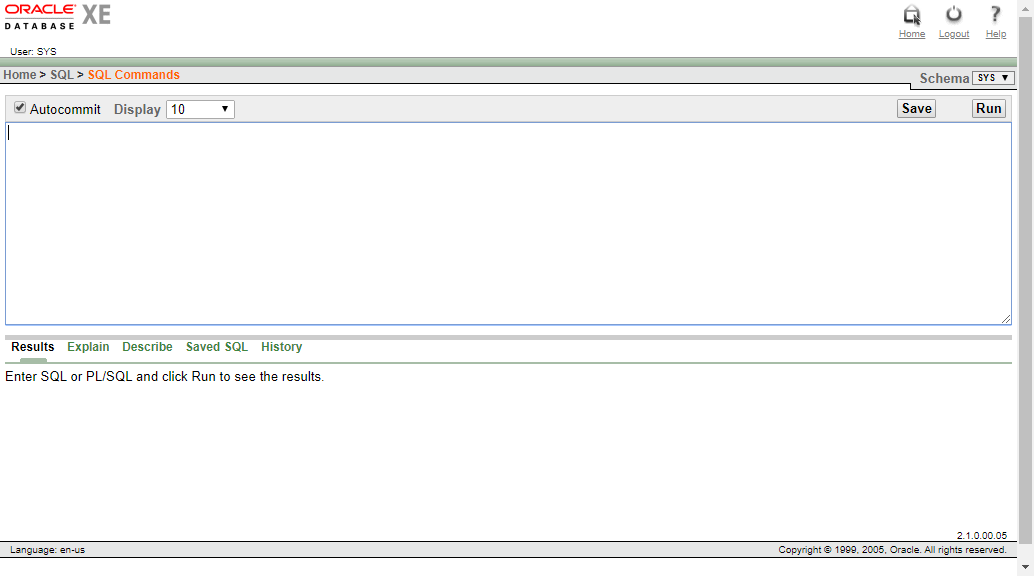 ORACLE XE
DATABASE
Home Logout Help
User: SYS
Home > SQL > SQL Commands
Schema SYS
Autocommit Display 10 Save Run
Results Explain Describe Saved SQL History
Enter SQL or PL/SQL and click Run to see the results.
2.1.0.00.05
Language: en-us Copyright © 1999, 2005, Oracle. All rights reserved.